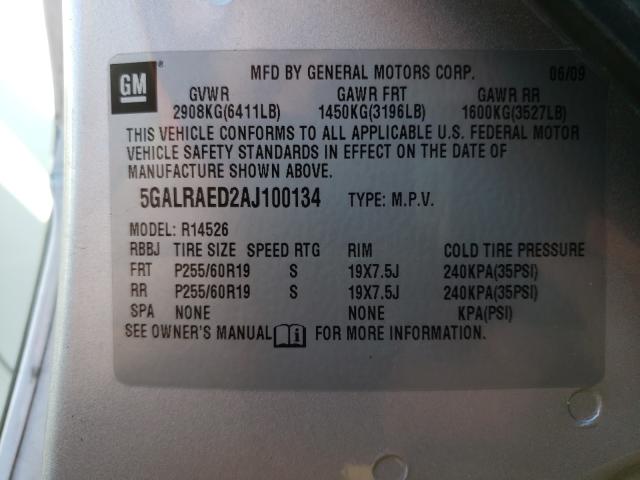 GM
MFD BY GENERAL MOTORS CORP. 06/09
GVWR GAWR FRT GAWR RR
2908KG(6411LB) 1450KG(3196LB) 1600KG(3527LB)
THIS VEHICLE CONFORMS TO ALL APPLICABLE U.S. FEDERAL MOTOR
VEHICLE SAFETY STANDARDS IN EFFECT ON THE DATE OF
MANUFACTURE SHOWN ABOVE.
5GALRAED2AJ100134 TYPE: M.P.V.
MODEL: R14526
RBBJ TIRE SIZE SPEED RTG RIM COLD TIRE PRESSURE
FRT P255/60R19 S 19X7.5J 240KPA(35PSI)
RR P255/60R19 S 19X7.5J 240KPA(35PSI)
SPA NONE NONE KPA(PSI)
SEE OWNER'S MANUAL FOR MORE INFORMATION.